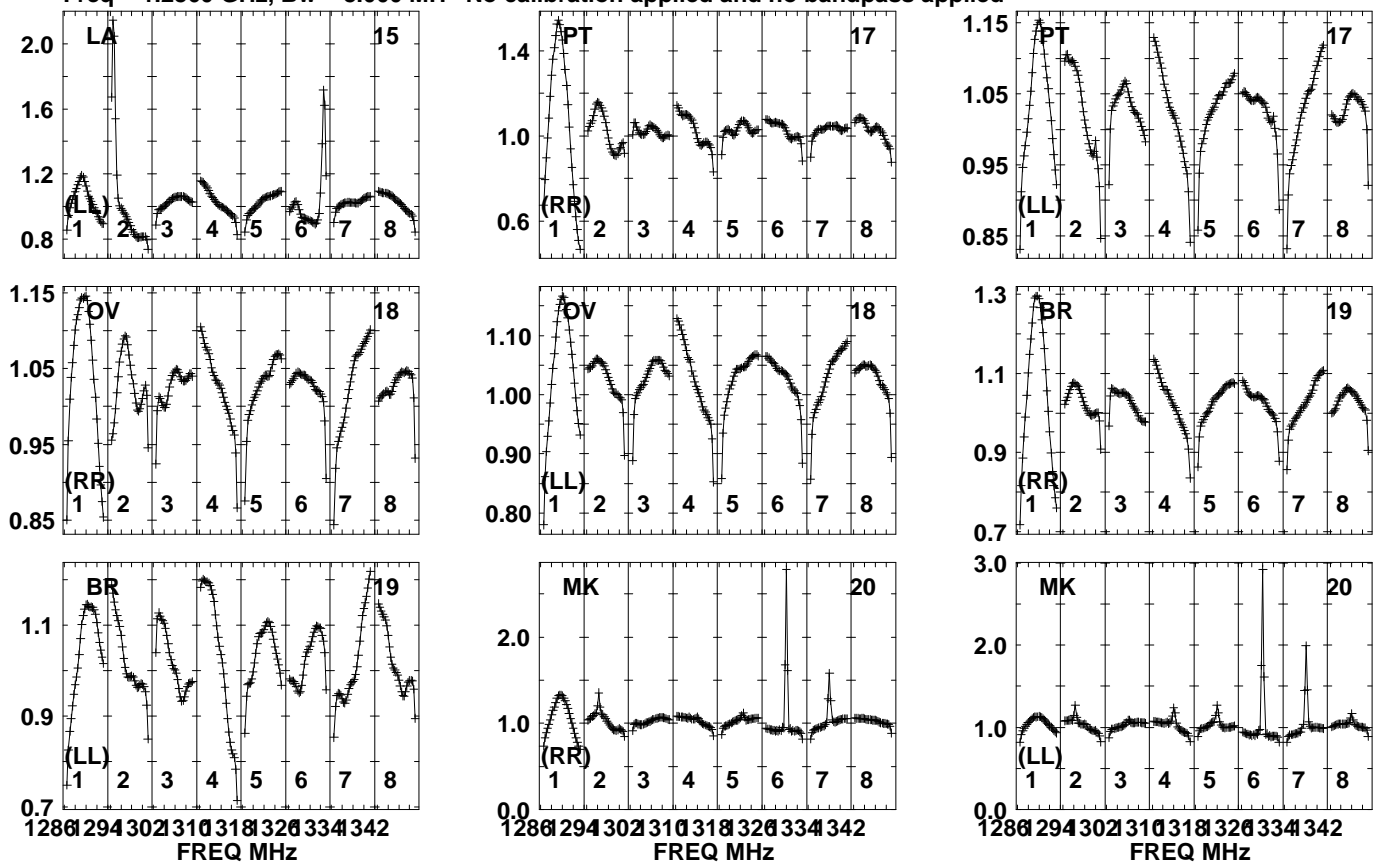 No calibration applied and no bandpass applied
LA 15
2.0
1.6
1.2
0.8
(LL)
1 2 3 4 5 6 7 8
PT 17
1.4
1.0
0.6
(RR)
1 2 3 4 5 6 7 8
PT 17
1.15
1.05
0.95
0.85
(LL)
1 2 3 4 5 6 7 8
OV 18
1.15
1.05
0.95
0.85
(RR)
1 2 3 4 5 6 7 8
OV 18
1.10
1.00
0.90
0.80
(LL)
1 2 3 4 5 6 7 8
BR 19
1.3
1.1
0.9
0.7
(RR)
1 2 3 4 5 6 7 8
BR 19
1.1
0.9
0.7
(LL)
1 2 3 4 5 6 7 8
1286 1294 1302 1310 1318 1326 1334 1342
FREQ MHz
MK 20
2.0
1.0
0.0
(RR)
1 2 3 4 5 6 7 8
1286 1294 1302 1310 1318 1326 1334 1342
FREQ MHz
MK 20
3.0
2.0
1.0
0.0
(LL)
1 2 3 4 5 6 7 8
1286 1294 1302 1310 1318 1326 1334 1342
FREQ MHz